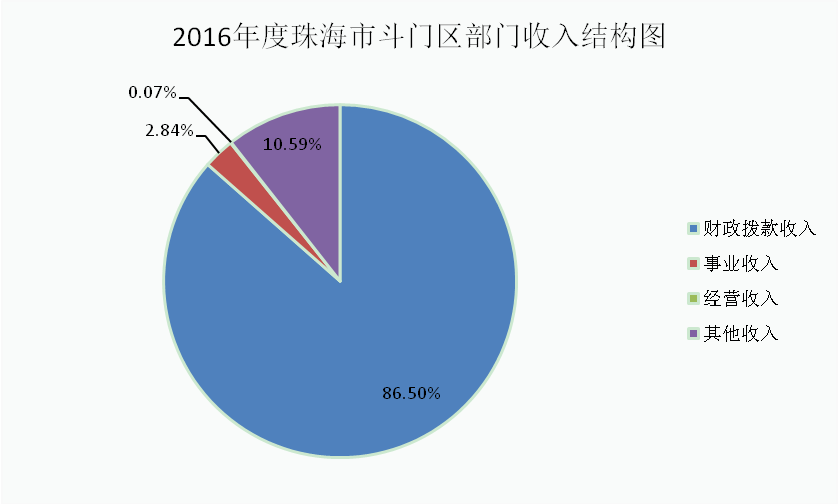 2016年度珠海市斗门区部门收入结构图
0.07%
2.84%
10.59%
86.50%
财政拨款收入
事业收入
经营收入
其他收入